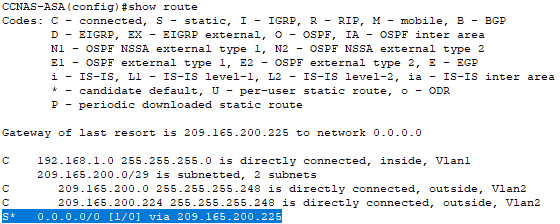 CCNAS-ASA(config)#show route
Codes: C - connected, S - static, I - IGRP, R - RIP, M - mobile, B - BGP
D - EIGRP, EX - EIGRP external, O - OSPF, IA - OSPF inter area
N1 - OSPF NSSA external type 1, N2 - OSPF NSSA external type 2
E1 - OSPF external type 1, E2 - OSPF external type 2, E - EGP
i - IS-IS, L1 - IS-IS level-1, L2 - IS-IS level-2, ia - IS-IS inter area
* - candidate default, U - per-user static route, o - ODR
P - periodic downloaded static route
Gateway of last resort is 209.165.200.225 to network 0.0.0.0
C 192.168.1.0 255.255.255.0 is directly connected, inside, Vlan1
209.165.200.0/29 is subnetted, 2 subnets
C 209.165.200.0 255.255.255.248 is directly connected, outside, Vlan2
C 209.165.200.224 255.255.255.248 is directly connected, outside, Vlan2
S* 0.0.0.0/0 [1/0] via 209.165.200.225